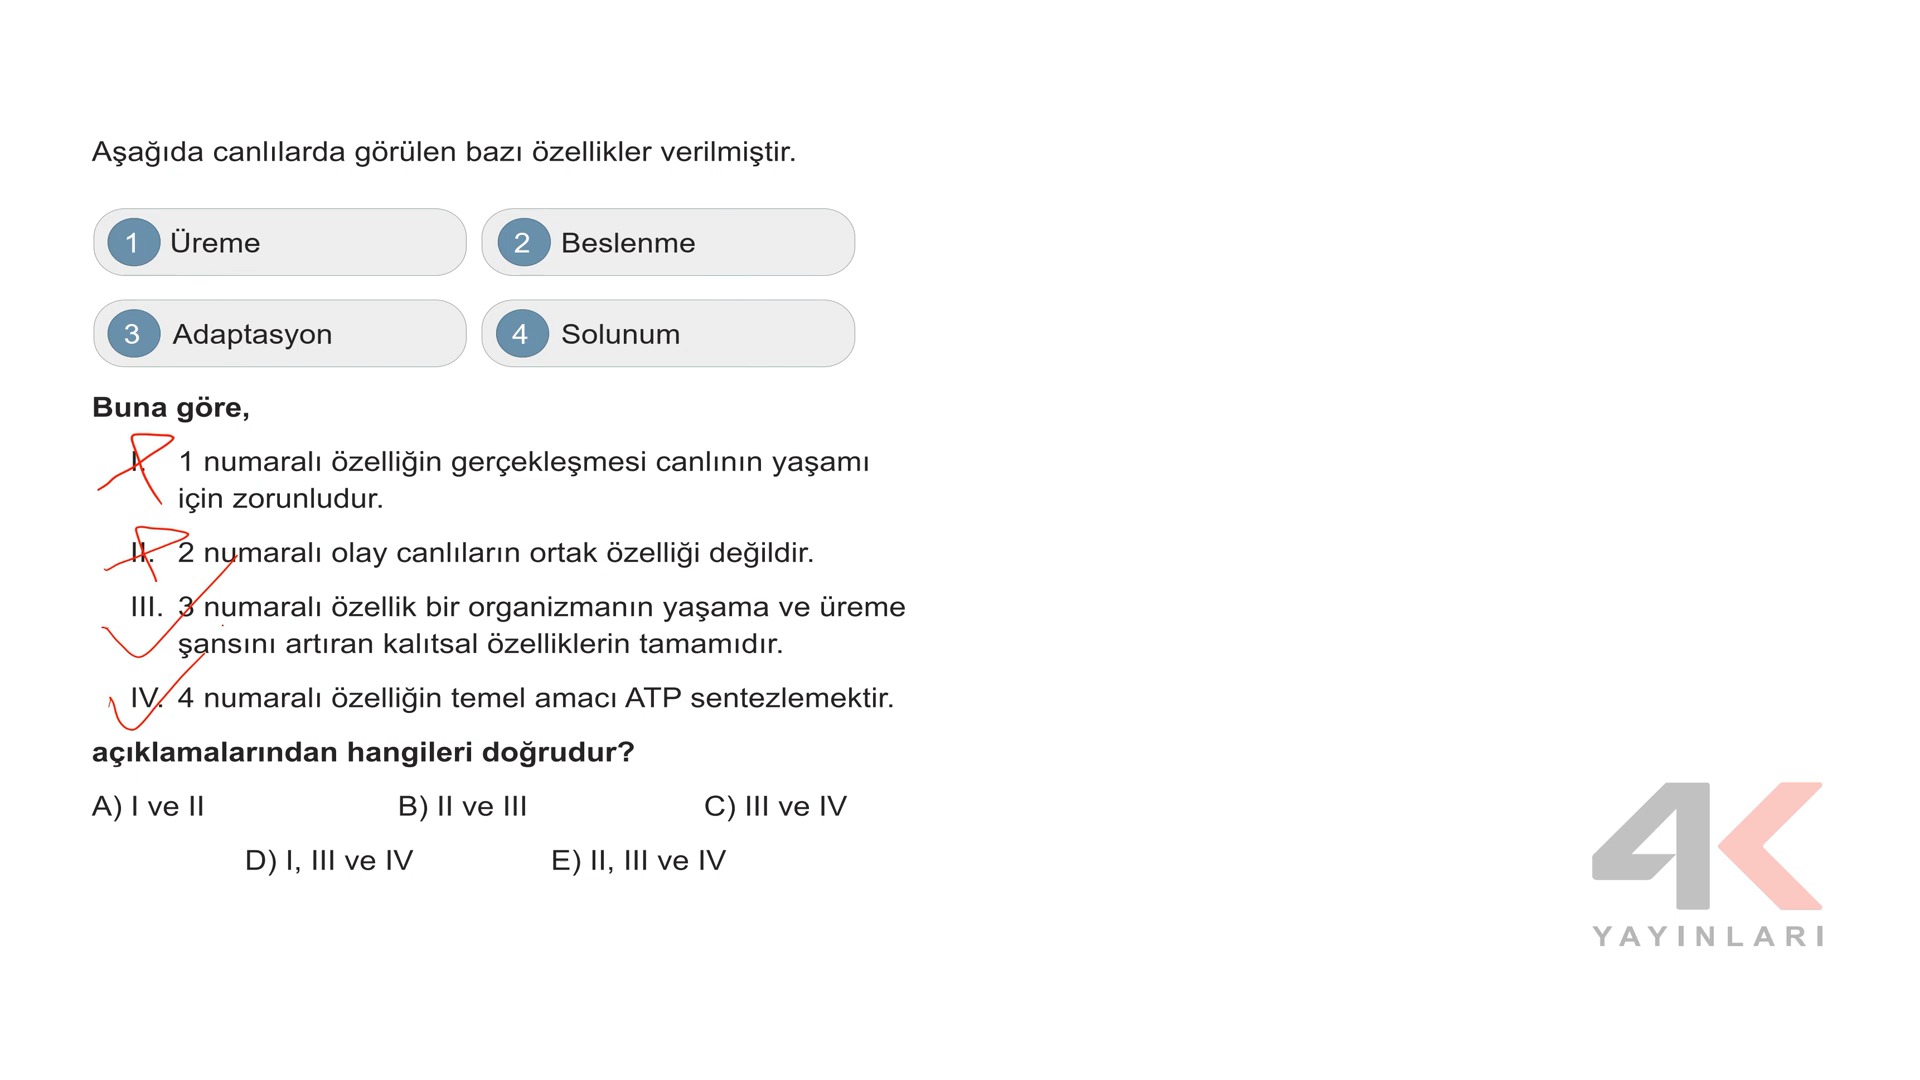 Aşağıda canlılarda görülen bazı özellikler verilmiştir.
1 Üreme
2 Beslenme
3 Adaptasyon
4 Solunum
Buna göre,
I. 1 numaralı özelliğin gerçekleşmesi canlının yaşamı
için zorunludur.
II. 2 numaralı olay canlıların ortak özelliği değildir.
III. 3 numaralı özellik bir organizmanın yaşama ve üreme
şansını artıran kalıtsal özelliklerin tamamıdır.
IV. 4 numaralı özelliğin temel amacı ATP sentezlemektir.
açıklamalarından hangileri doğrudur?
A) I ve II
B) II ve III
C) III ve IV
D) I, III ve IV
E) II, III ve IV
4K
YAYINLARI